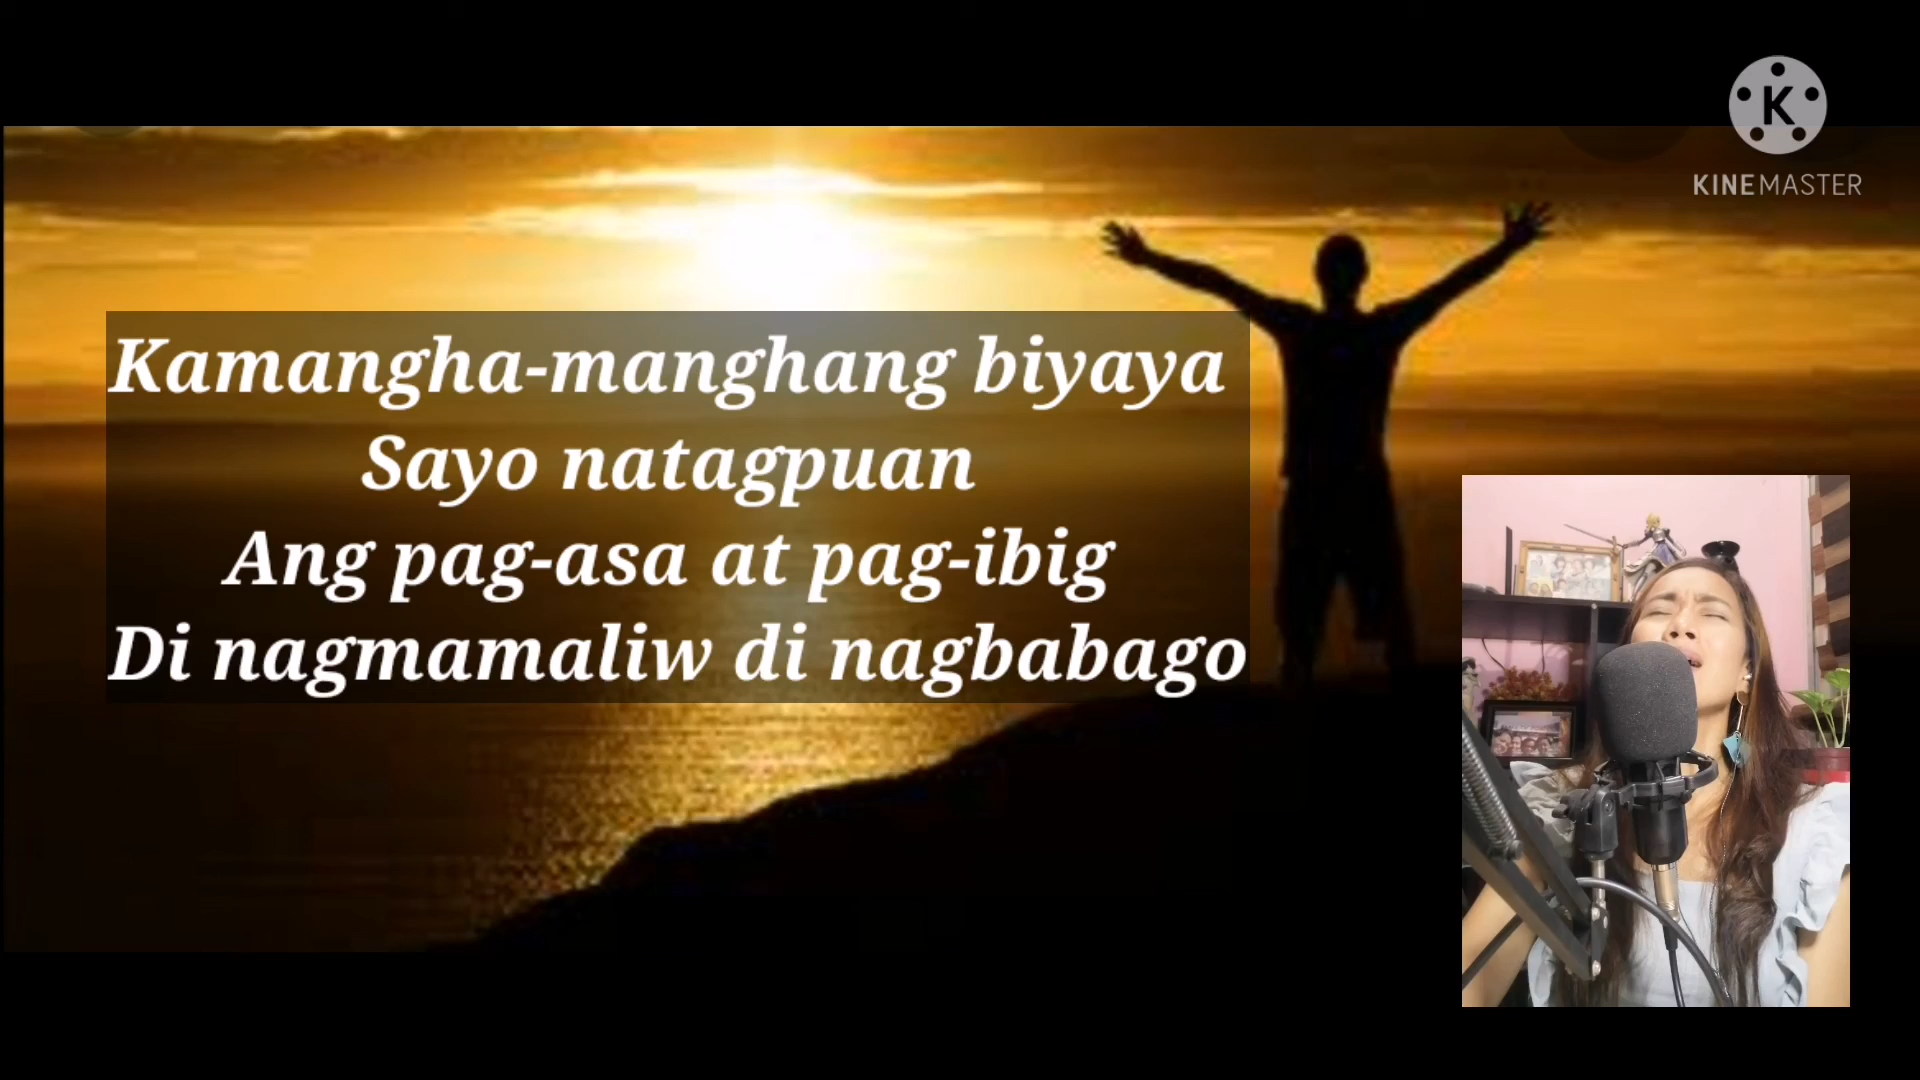 K
KINEMASTER
Kamangha-manghang biyaya
Sayo natagpuan
Ang pag-asa at pag-ibig
Di nagmamaliw di nagbabago